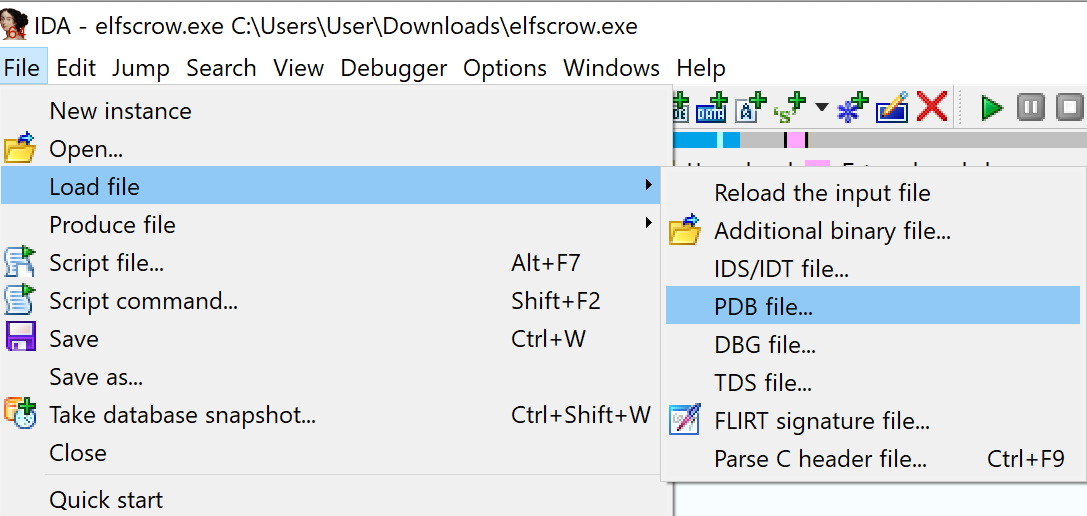 IDA - elfscrow.exe C:\Users\User\Downloads\elfscrow.exe
File Edit Jump Search View Debugger Options Windows Help
New instance
Open...
Load file
Produce file
Script file... Alt+F7
Script command... Shift+F2
Save Ctrl+W
Save as...
Take database snapshot... Ctrl+Shift+W
Close
Quick start
Reload the input file
Additional binary file...
IDS/IDT file...
PDB file...
DBG file...
TDS file...
FLIRT signature file...
Parse C header file... Ctrl+F9